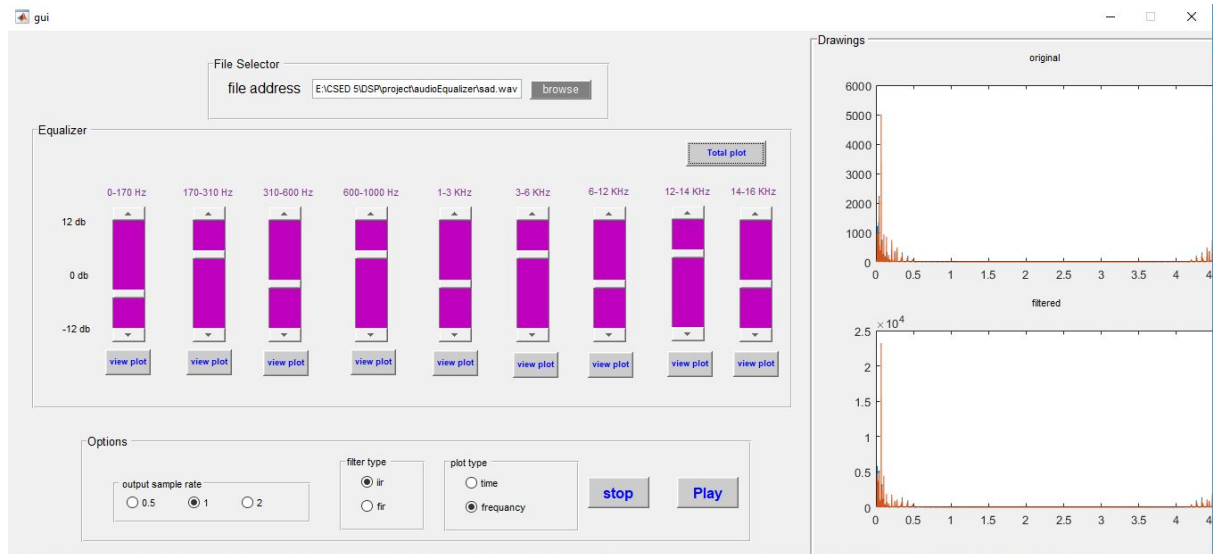 gui
File Selector
file address E:\CSED 5\DSP\project\audioEqualizer\sad.wav browse
Equalizer
Total plot
0-170 Hz 170-310 Hz 310-600 Hz 600-1000 Hz 1-3 KHz 3-6 KHz 6-12 KHz 12-14 KHz 14-16 KHz
12 db
0 db
-12 db
view plot view plot view plot view plot view plot view plot view plot view plot view plot
Options
output sample rate
0.5 1 2
filter type
iir
fir
plot type
time
frequancy
stop Play
Drawings
original
6000
5000
4000
3000
2000
1000
0
0 0.5 1 1.5 2 2.5 3 3.5 4
filtered
×10^4
2.5
2
1.5
1
0.5
0
0 0.5 1 1.5 2 2.5 3 3.5 4